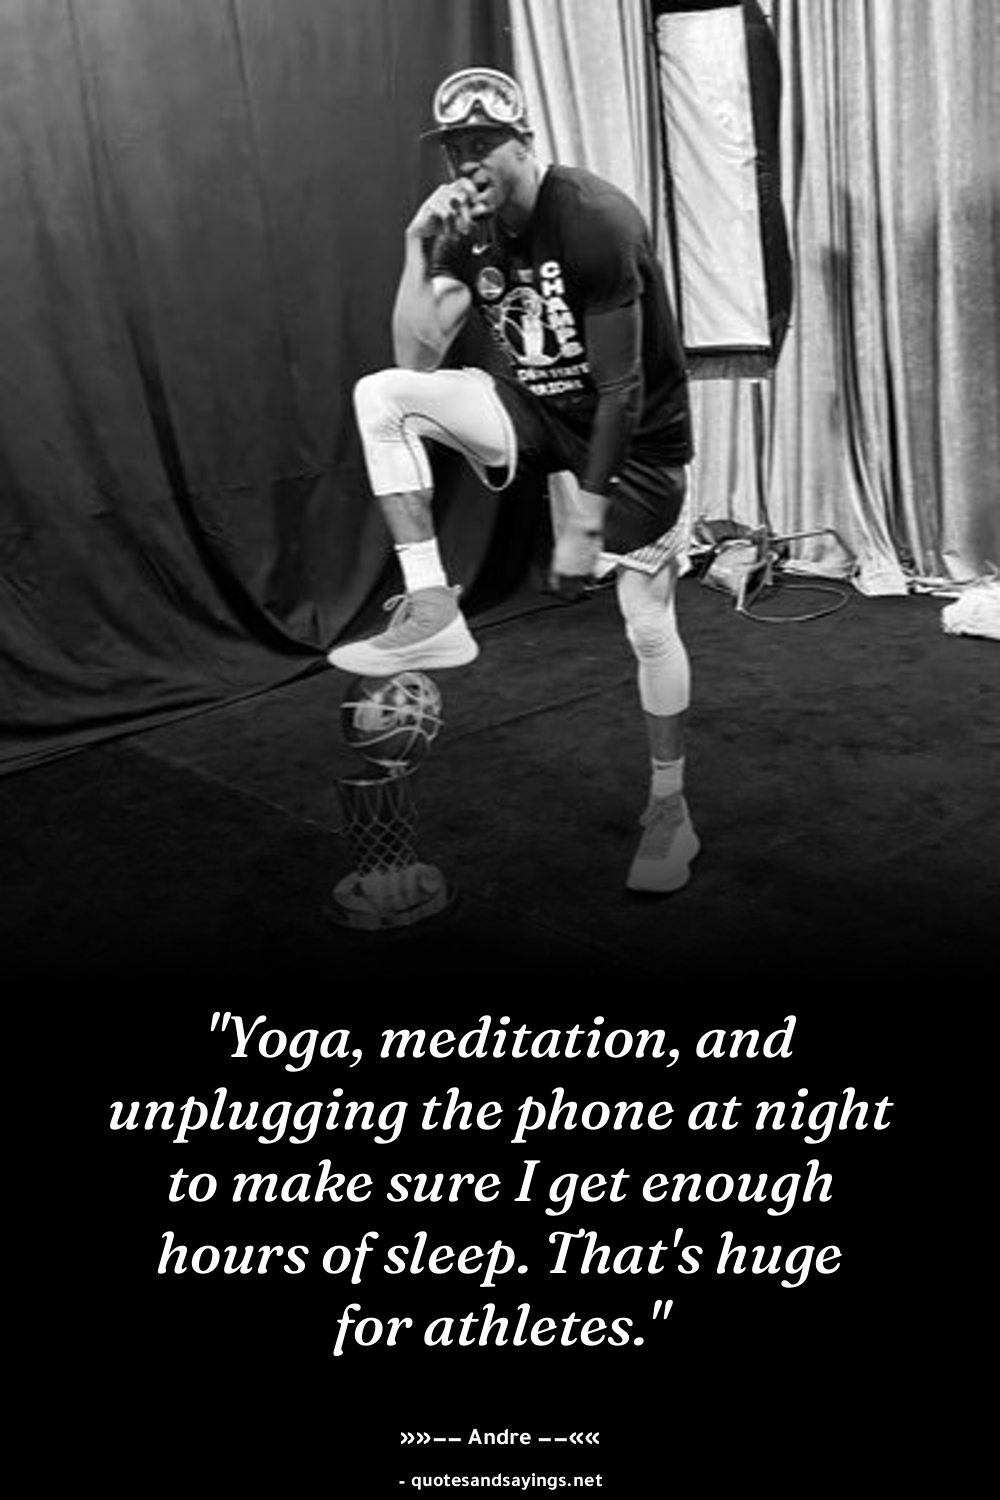 CHAMPS
"Yoga, meditation, and
unplugging the phone at night
to make sure I get enough
hours of sleep. That's huge
for athletes."
»»–– Andre ––««
- quotesandsayings.net